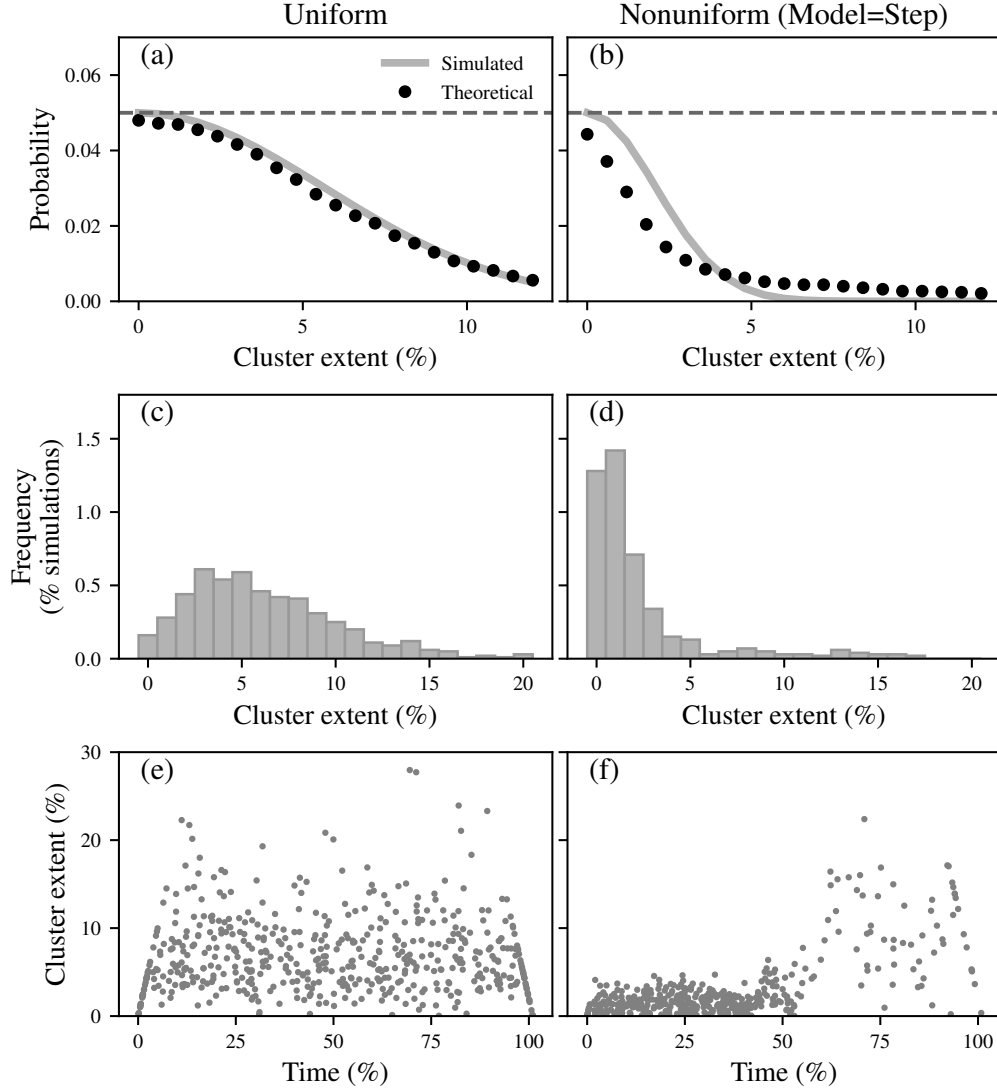 Uniform
Nonuniform (Model=Step)
(a)
Simulated
Theoretical
0.06
0.04
0.02
0.00
Probability
0
5
10
Cluster extent (%)
(b)
0
5
10
Cluster extent (%)
(c)
1.5
1.0
0.5
0.0
Frequency
(% simulations)
0
5
10
15
20
Cluster extent (%)
(d)
0
5
10
15
20
Cluster extent (%)
(e)
30
20
10
0
Cluster extent (%)
0
25
50
75
100
Time (%)
(f)
0
25
50
75
100
Time (%)